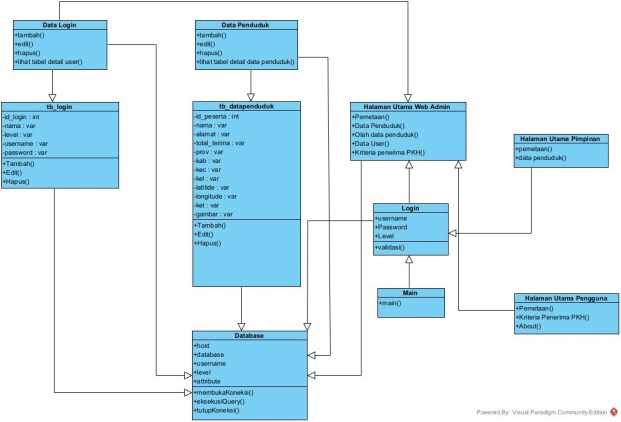 Data Login
+tambah()
+edit()
+hapus()
+lihat tabel detail user()
Data Penduduk
+tambah()
+edit()
+hapus()
+lihat tabel detail data penduduk()
tb_login
-id_login : int
-nama : var
-level : var
-username : var
-password : var
+Tambah()
+Edit()
+Hapus()
tb_datapenduduk
-id_peserta : int
-nama : var
-alamat : var
-total_terima : var
-prov : var
-kab : var
-kec : var
-kel : var
-latitide : var
-longitude : var
-ket : var
-gambar : var
+Tambah()
+Edit()
+Hapus()
Halaman Utama Web Admin
+Pemetaan()
+Data Penduduk()
+Olah data penduduk()
+Data User()
+Kriteria penerima PKH()
Halaman Utama Pimpinan
+pemetaan()
+data penduduk()
Login
+username
+Password
+Level
+validasi()
Main
+main()
Halaman Utama Pengguna
+Pemetaan()
+Kriteria Penerima PKH()
+About()
Database
+host
+database
+username
+level
+attribute
+membukaKoneksi()
+eksekusiQuery()
+tutupKoneksi()
Powered By Visual Paradigm Community Edition